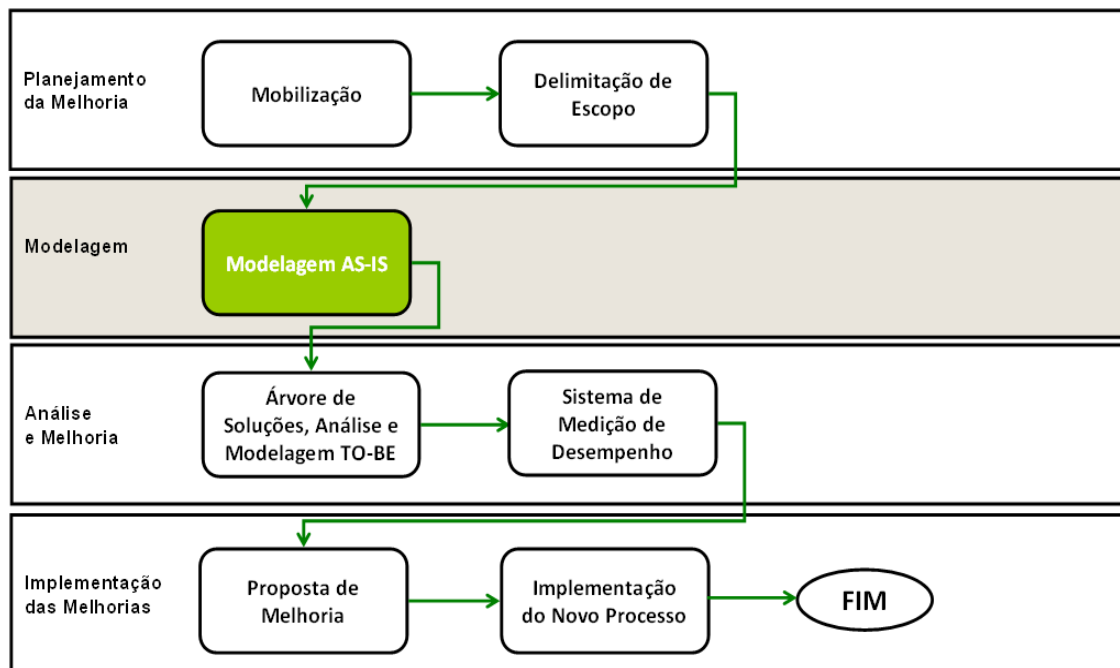 Planejamento
da Melhoria
Mobilização
Delimitação de
Escopo
Modelagem
Modelagem AS-IS
Análise
e Melhoria
Árvore de
Soluções, Análise e
Modelagem TO-BE
Sistema de
Medição de
Desempenho
Implementação
das Melhorias
Proposta de
Melhoria
Implementação
do Novo Processo
FIM